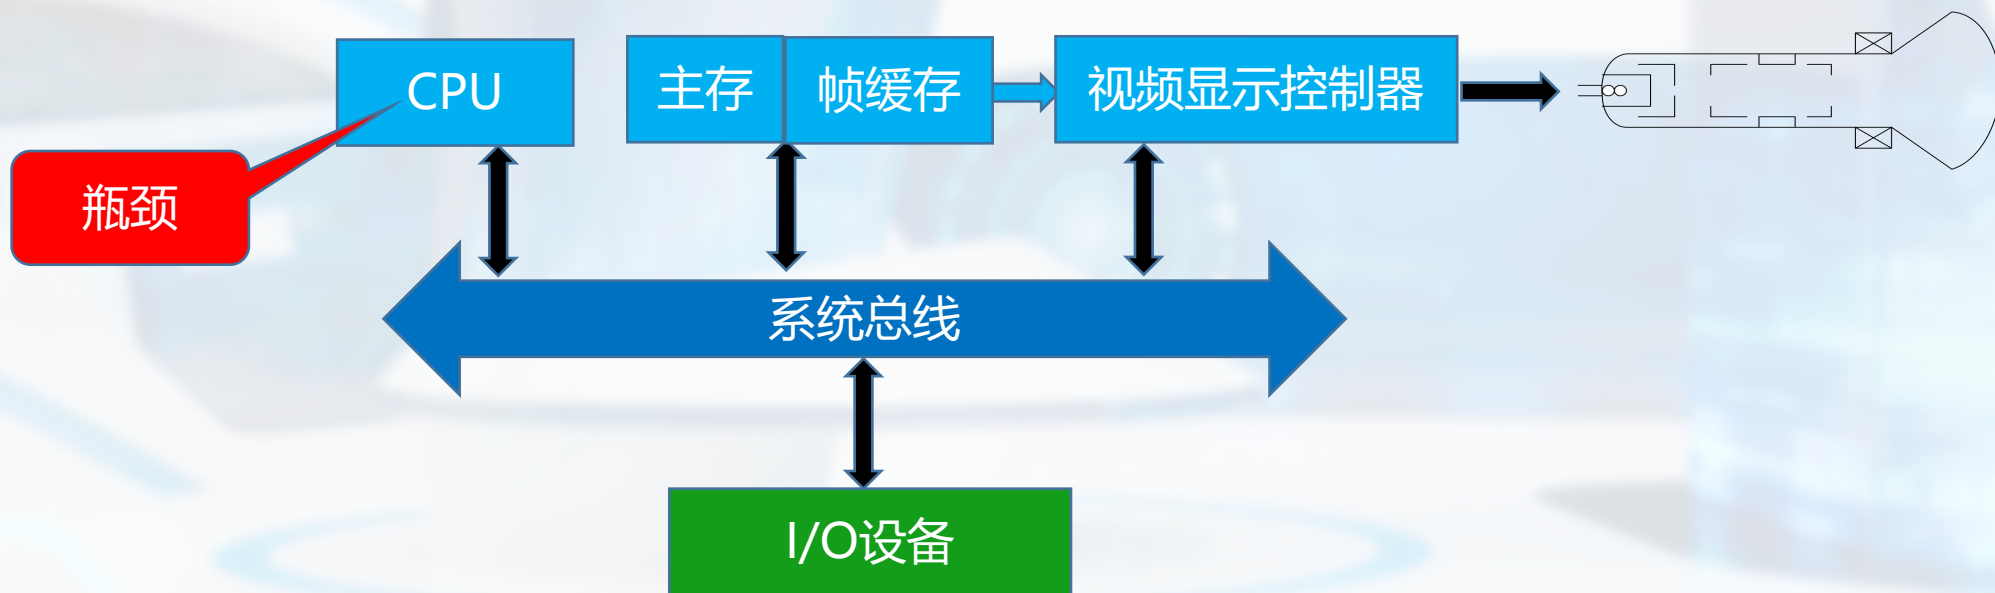 CPU
主存
帧缓存
视频显示控制器
瓶颈
系统总线
I/O设备